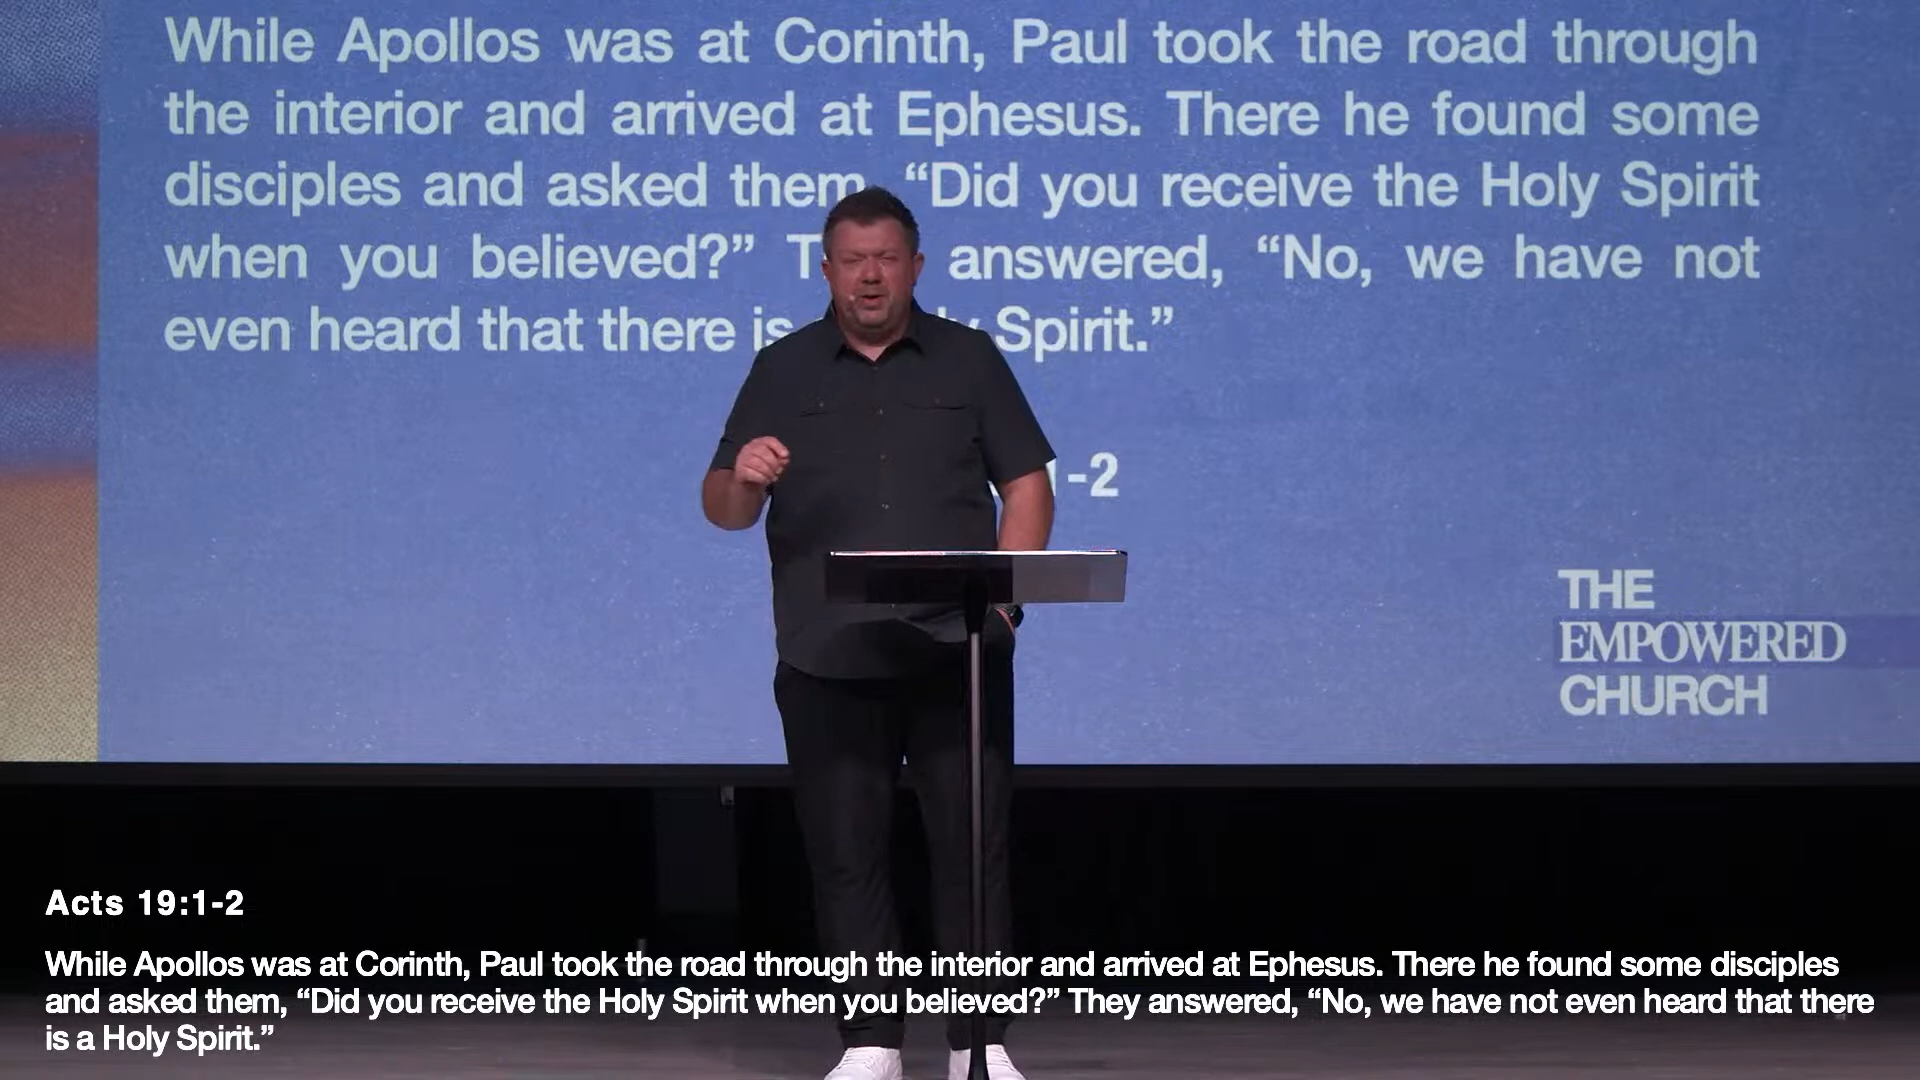 While Apollos was at Corinth, Paul took the road through
the interior and arrived at Ephesus. There he found some
disciples and asked them, “Did you receive the Holy Spirit
when you believed?” T answered, “No, we have not
even heard that there is Spirit.”
1-2
THE
EMPOWERED
CHURCH
Acts 19:1-2
While Apollos was at Corinth, Paul took the road through the interior and arrived at Ephesus. There he found some disciples
and asked them, “Did you receive the Holy Spirit when you believed?” They answered, “No, we have not even heard that there
is a Holy Spirit.”